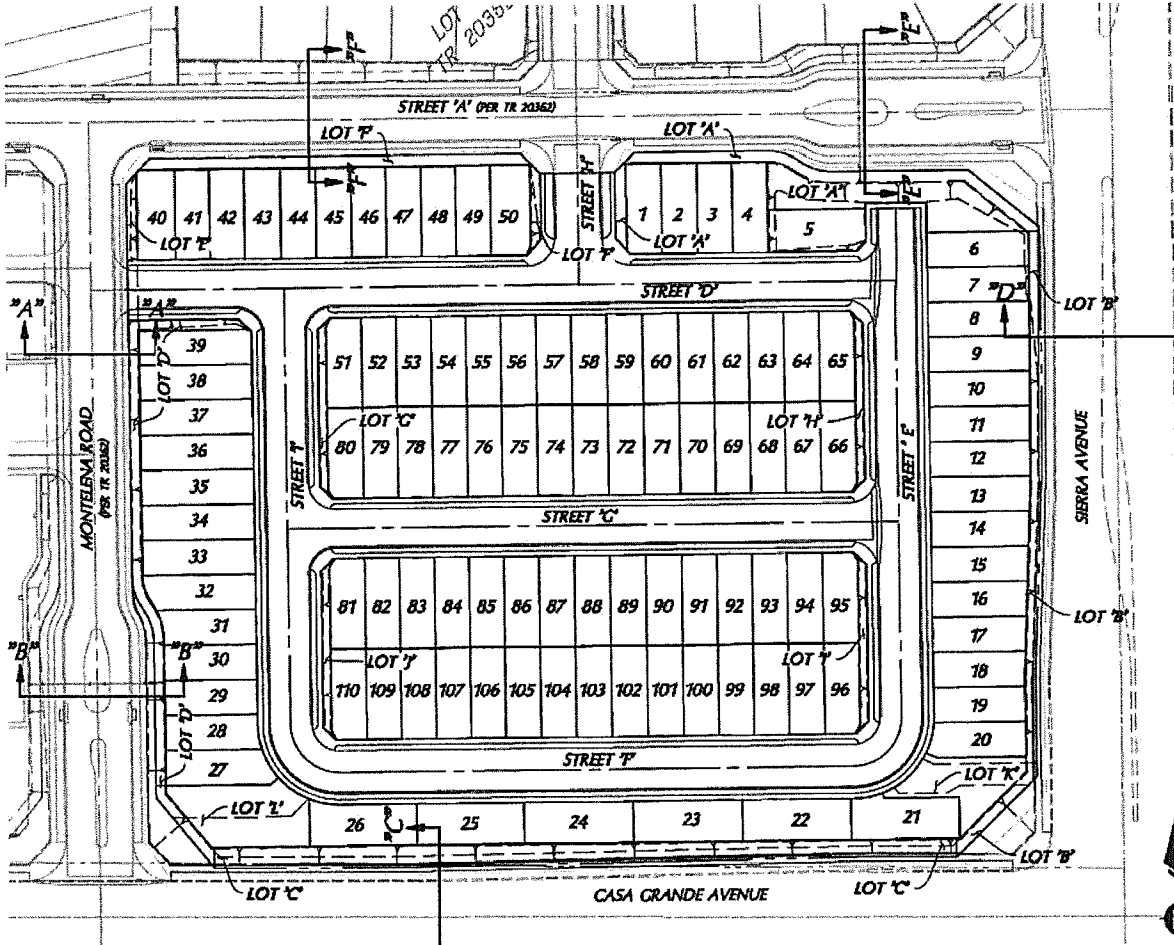 LOT
TR 2036
"F"
"E"
STREET 'A' (PER TR 20362)
LOT 'F'
LOT 'A'
"F"
"E"
STREET 'H'
LOT 'A'
40 41 42 43 44 45 46 47 48 49 50
1 2 3 4
5
LOT 'E'
LOT 'F'
LOT 'A'
6
7
STREET 'D'
"D"
LOT 'B'
"A"
"A"
8
39
9
38
10
37
11
36
12
35
13
34
14
33
15
32
16
31
17
30
18
29
19
28
20
27
LOT 'D'
51 52 53 54 55 56 57 58 59 60 61 62 63 64 65
LOT 'G'
LOT 'H'
80 79 78 77 76 75 74 73 72 71 70 69 68 67 66
MONTELENA ROAD
(PER TR 20362)
STREET 'I'
STREET 'E'
SIERRA AVENUE
STREET 'G'
81 82 83 84 85 86 87 88 89 90 91 92 93 94 95
LOT 'B'
"B"
"B"
LOT 'J'
LOT 'I'
110 109 108 107 106 105 104 103 102 101 100 99 98 97 96
LOT 'D'
STREET 'F'
LOT 'K'
LOT 'L'
26
"C"
25 24 23 22 21
LOT 'B'
LOT 'C'
CASA GRANDE AVENUE
LOT 'C'